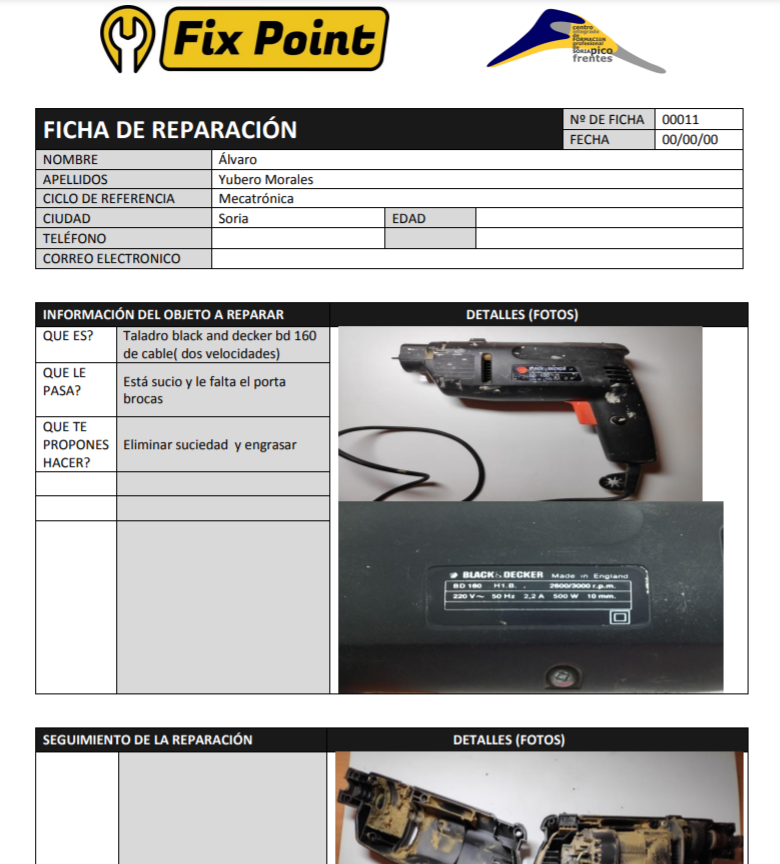 Fix Point
centro
integrado
de
FORMACIÓN
profesional
DE
SORIA pico
frentes
FICHA DE REPARACIÓN
Nº DE FICHA 00011
FECHA 00/00/00
NOMBRE Álvaro
APELLIDOS Yubero Morales
CICLO DE REFERENCIA Mecatrónica
CIUDAD Soria EDAD
TELÉFONO
CORREO ELECTRONICO
INFORMACIÓN DEL OBJETO A REPARAR DETALLES (FOTOS)
QUE ES? Taladro black and decker bd 160
de cable( dos velocidades)
QUE LE
PASA?
Está sucio y le falta el porta
brocas
QUE TE
PROPONES
HACER?
Eliminar suciedad y engrasar
BLACK & DECKER Made in England
BD 160 H1.B. 2600/3000 r.p.m.
220 V~ 50 Hz 2,2 A 500 W 10 mm.
SEGUIMIENTO DE LA REPARACIÓN DETALLES (FOTOS)